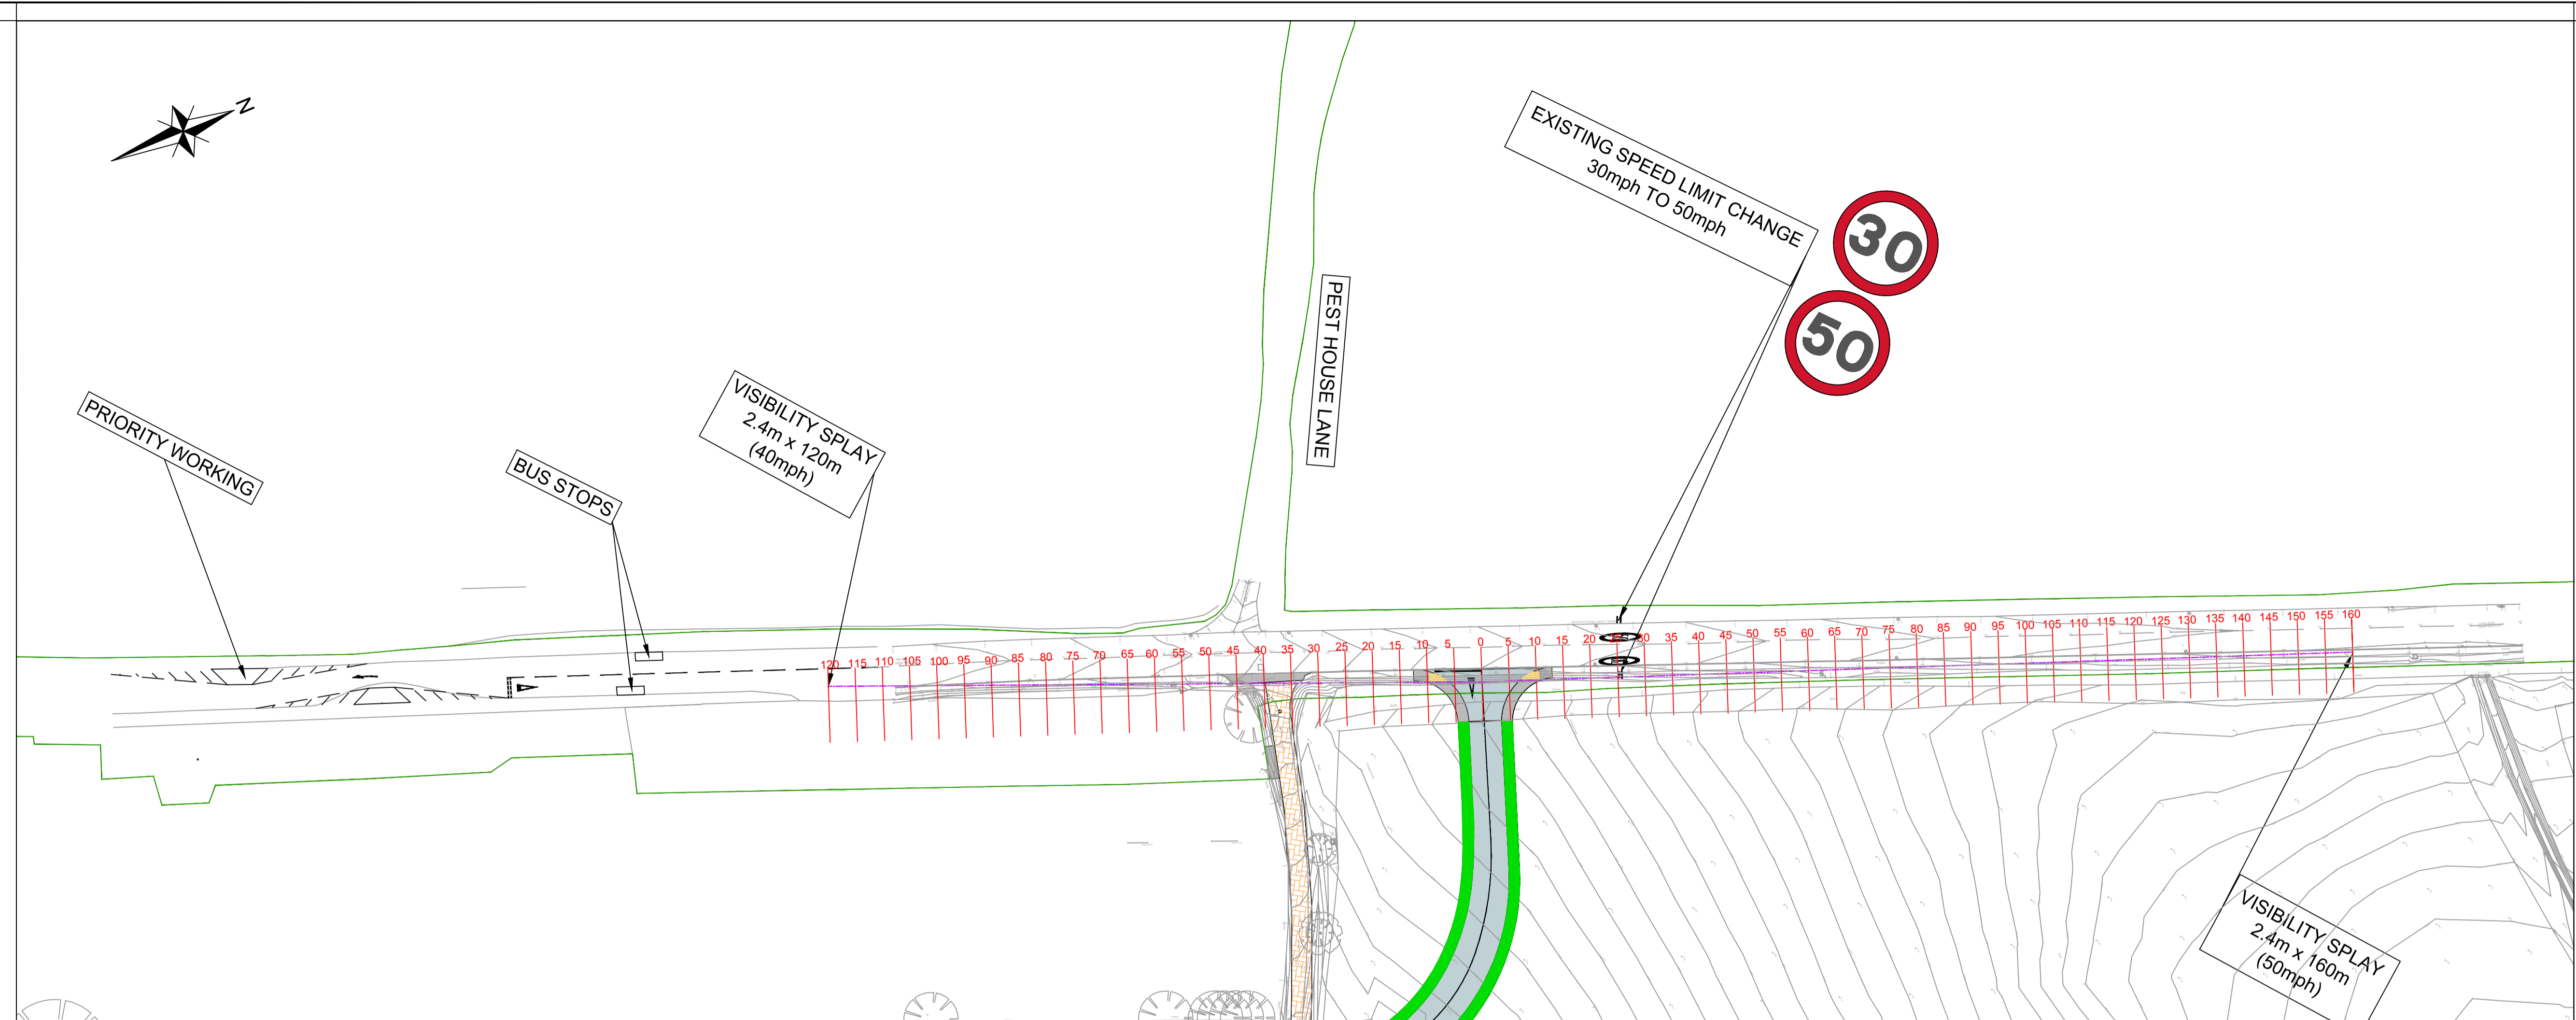 N
EXISTING SPEED LIMIT CHANGE
30mph TO 50mph
30
50
PEST HOUSE LANE
VISIBILITY SPLAY
2.4m x 120m
(40mph)
PRIORITY WORKING
BUS STOPS
120 115 110 105 100 95 90 85 80 75 70 65 60 55 50 45 40 35 30 25 20 15 10 5 0 5 10 15 20 25 30 35 40 45 50 55 60 65 70 75 80 85 90 95 100 105 110 115 120 125 130 135 140 145 150 155 160
VISIBILITY SPLAY
2.4m x 160m
(50mph)